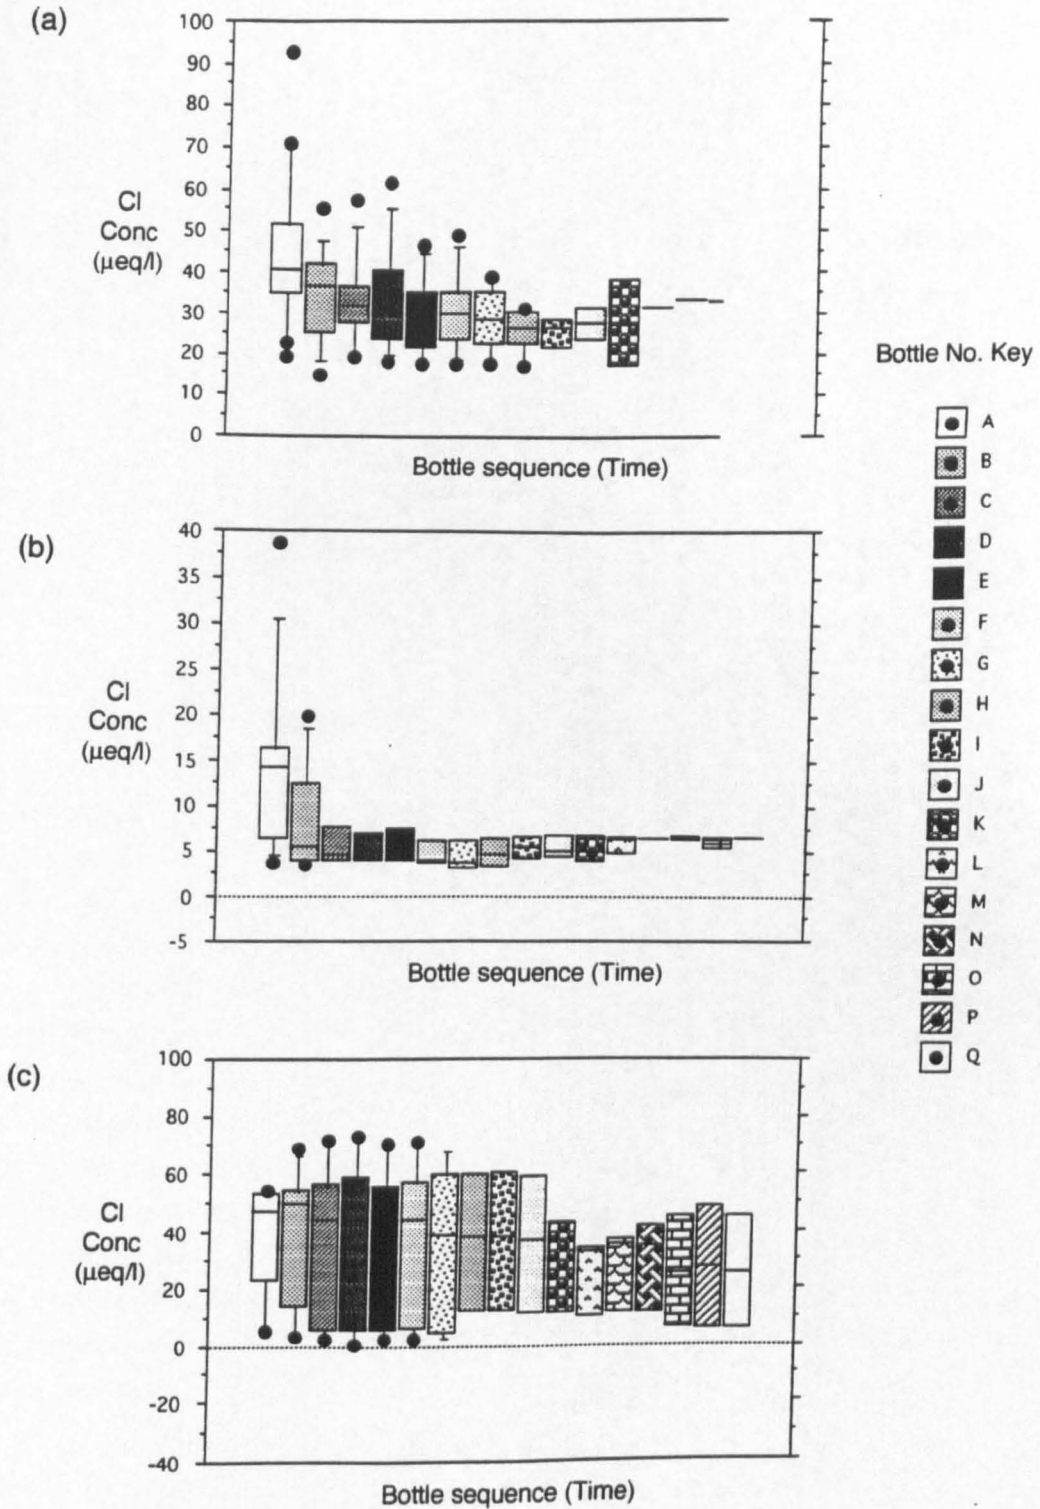 (a)
100
90
80
70
60
50
40
30
20
10
0
Cl
Conc
(µeq/l)
Bottle sequence (Time)
(b)
40
35
30
25
20
15
10
5
0
-5
Cl
Conc
(µeq/l)
Bottle sequence (Time)
(c)
100
80
60
40
20
0
-20
-40
Cl
Conc
(µeq/l)
Bottle sequence (Time)
Bottle No. Key
A
B
C
D
E
F
G
H
I
J
K
L
M
N
O
P
Q